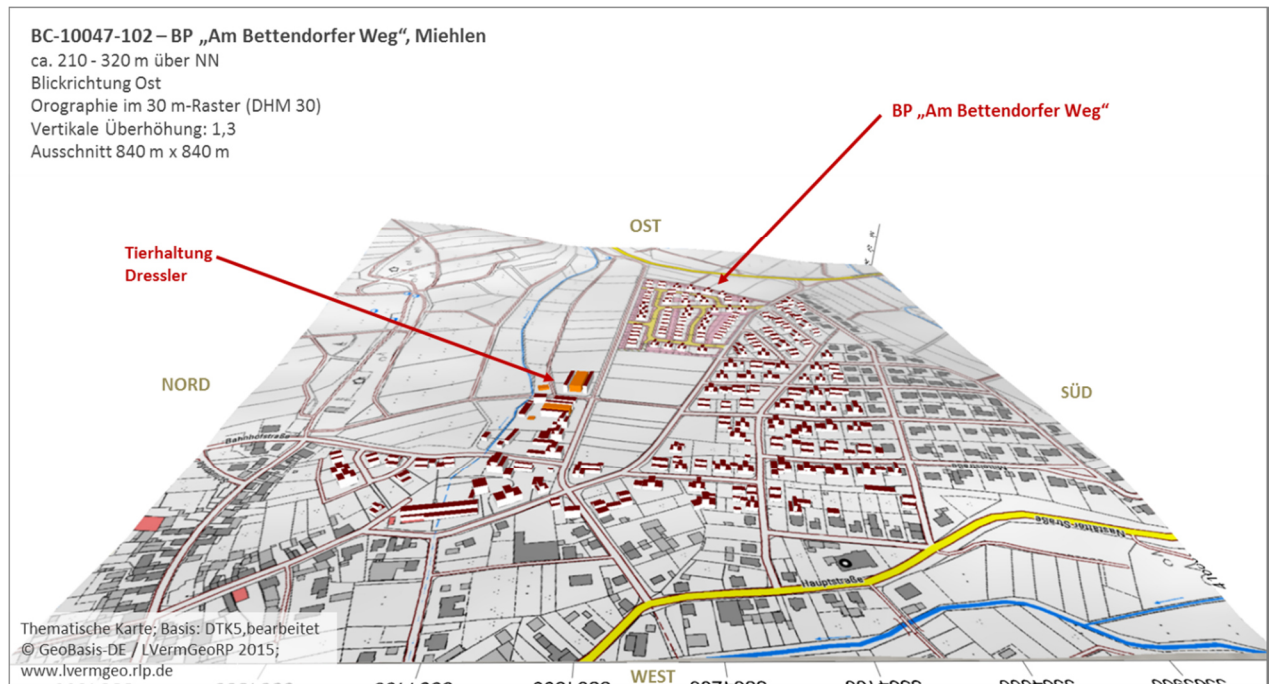 BC-10047-102 – BP „Am Bettendorfer Weg“, Miehlen
ca. 210 - 320 m über NN
Blickrichtung Ost
Orographie im 30 m-Raster (DHM 30)
Vertikale Überhöhung: 1,3
Ausschnitt 840 m x 840 m
BP „Am Bettendorfer Weg“
OST
Tierhaltung
Dressler
NORD
SÜD
Bahnhofstraße
Nastätter Straße
Hauptstraße
Thematische Karte; Basis: DTK5,bearbeitet
© GeoBasis-DE / LVermGeoRP 2015;
www.lvermgeo.rlp.de
WEST